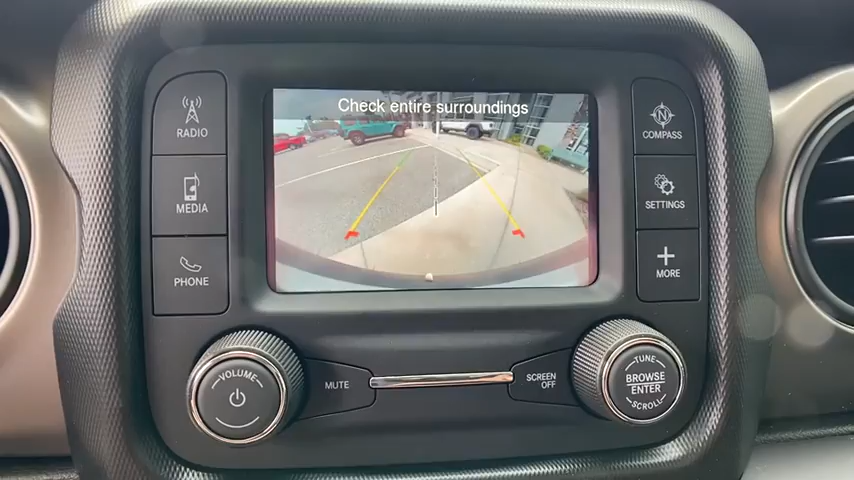 Check entire surroundings
RADIO
MEDIA
PHONE
N
COMPASS
SETTINGS
MORE
VOLUME
MUTE
SCREEN
OFF
TUNE
BROWSE
ENTER
SCROLL